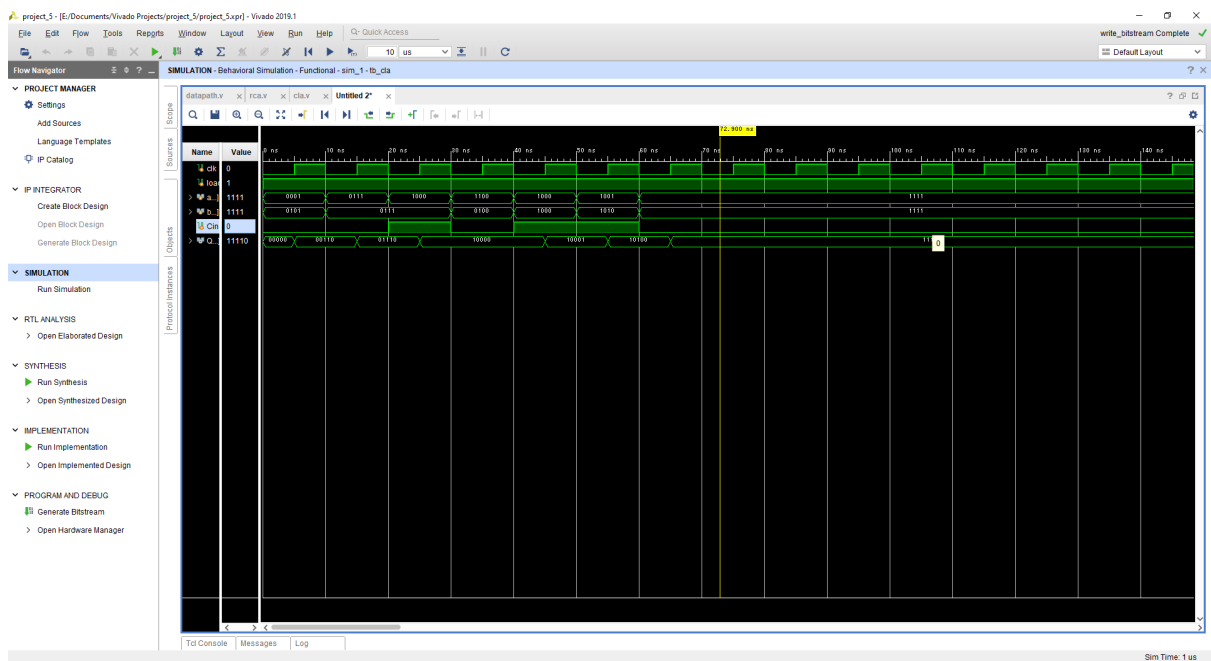 project_5 - [E:/Documents/Vivado Projects/project_5/project_5.xpr] - Vivado 2019.1
File Edit Flow Tools Reports Window Layout View Run Help Q- Quick Access write_bitstream Complete
10 us Default Layout
Flow Navigator
PROJECT MANAGER
Settings
Add Sources
Language Templates
IP Catalog
IP INTEGRATOR
Create Block Design
Open Block Design
Generate Block Design
SIMULATION
Run Simulation
RTL ANALYSIS
Open Elaborated Design
SYNTHESIS
Run Synthesis
Open Synthesized Design
IMPLEMENTATION
Run Implementation
Open Implemented Design
PROGRAM AND DEBUG
Generate Bitstream
Open Hardware Manager
SIMULATION - Behavioral Simulation - Functional - sim_1 - tb_cla
Scope
Sources
Objects
Protocol Instances
datapath.v rca.v cla.v Untitled 2*
72.900 ns
Name Value 0 ns 10 ns 20 ns 30 ns 40 ns 50 ns 60 ns 70 ns 80 ns 90 ns 100 ns 110 ns 120 ns 130 ns 140 ns
clk 0
load 1
a...] 1111 0001 0111 1000 1100 1000 1001 1111
b...] 1111 0101 0111 0100 1000 1010 1111
Cin 0
Q...] 11110 00000 00110 01110 10000 10001 10100 0
Tcl Console Messages Log
Sim Time: 1 us